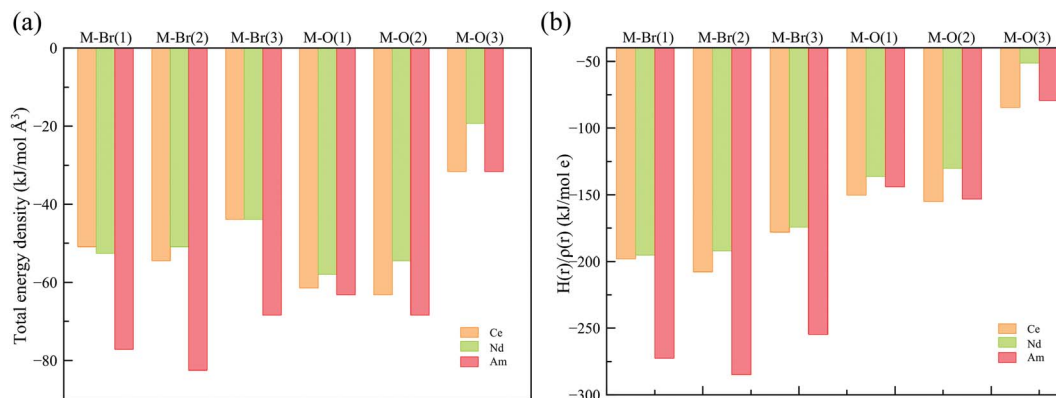 (a)
M-Br(1) M-Br(2) M-Br(3) M-O(1) M-O(2) M-O(3)
0
−20
−40
−60
−80
Total energy density (kJ/mol Å³)
Ce
Nd
Am
(b)
M-Br(1) M-Br(2) M-Br(3) M-O(1) M-O(2) M-O(3)
−50
−100
−150
−200
−250
−300
H(r)/ρ(r) (kJ/mol e)
Ce
Nd
Am